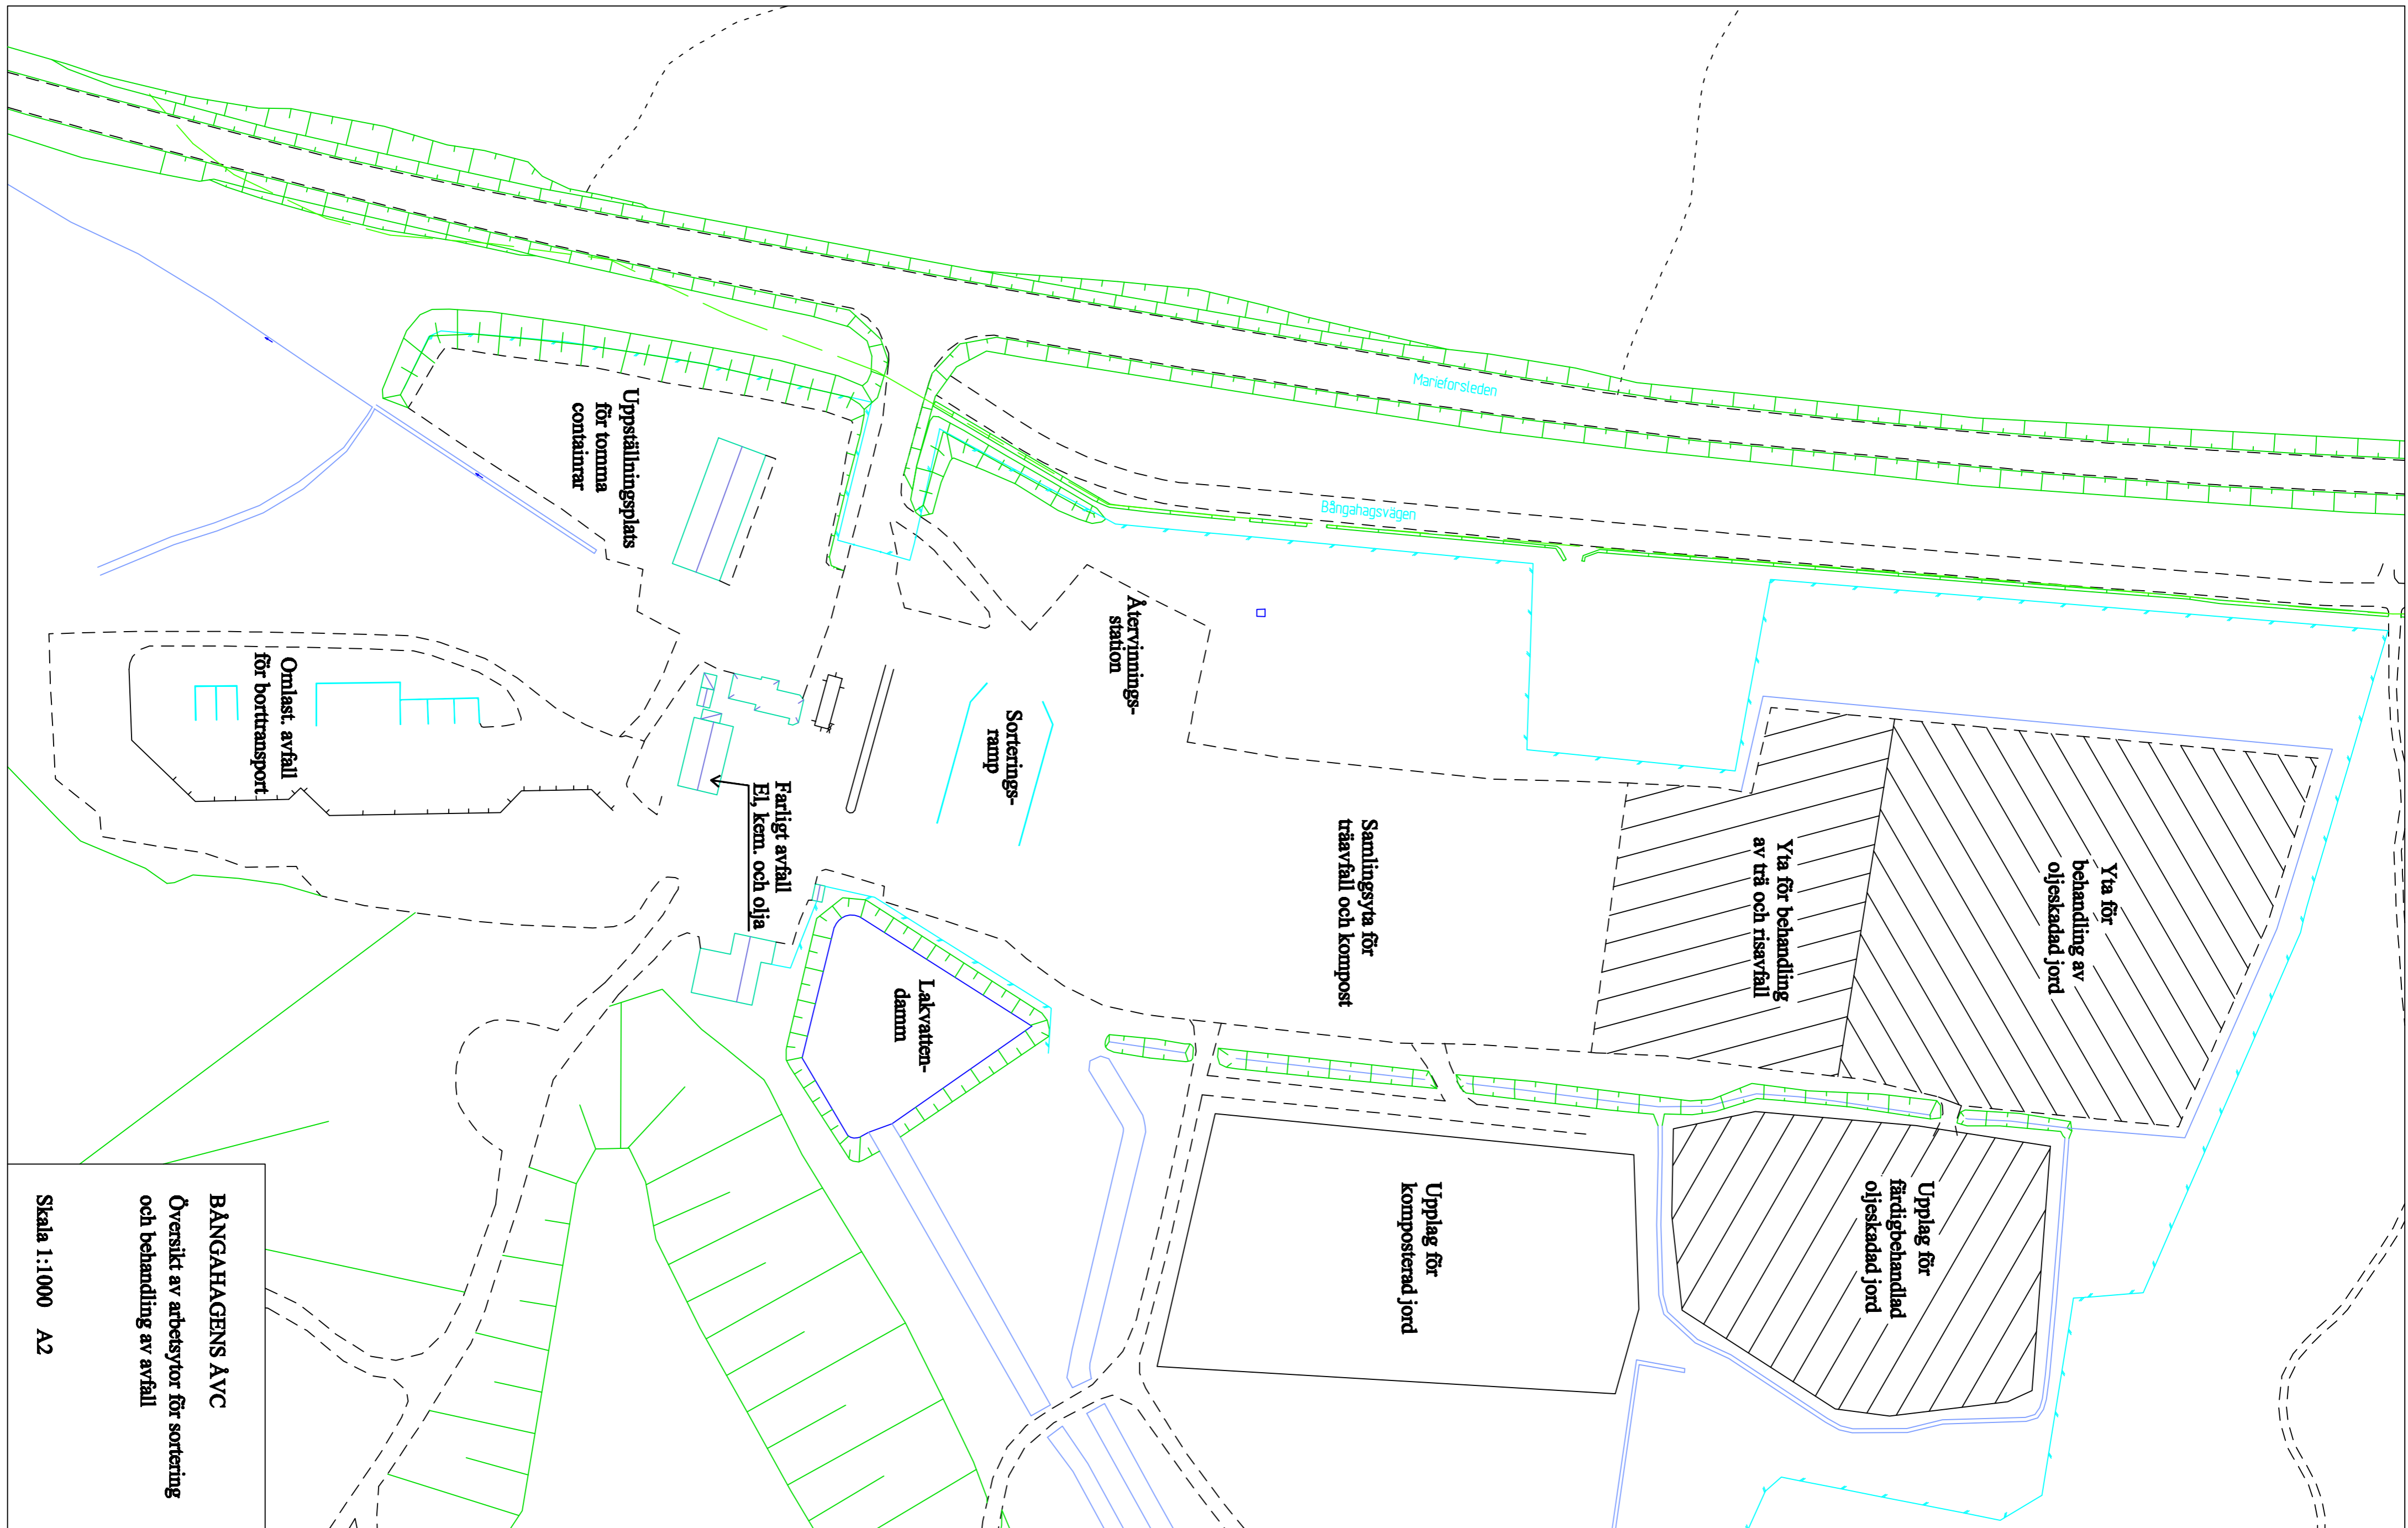 Marieforsleden
Bångahagsvägen
Uppställningsplats
för tomma
containrar
Återvinnings-
station
Sorterings-
ramp
Omlast. avfall
för borttransport
Farligt avfall
El, kem. och olja
Lakvatten-
damm
Samlingsyta för
träavfall och kompost
Yta för behandling
av trä och risavfall
Yta för
behandling av
oljeskadad jord
Upplag för
komposterad jord
Upplag för
färdigbehandlad
oljeskadad jord
BÅNGAHAGENS ÅVC
Översikt av arbetsytor för sortering
och behandling av avfall
Skala 1:1000 A2